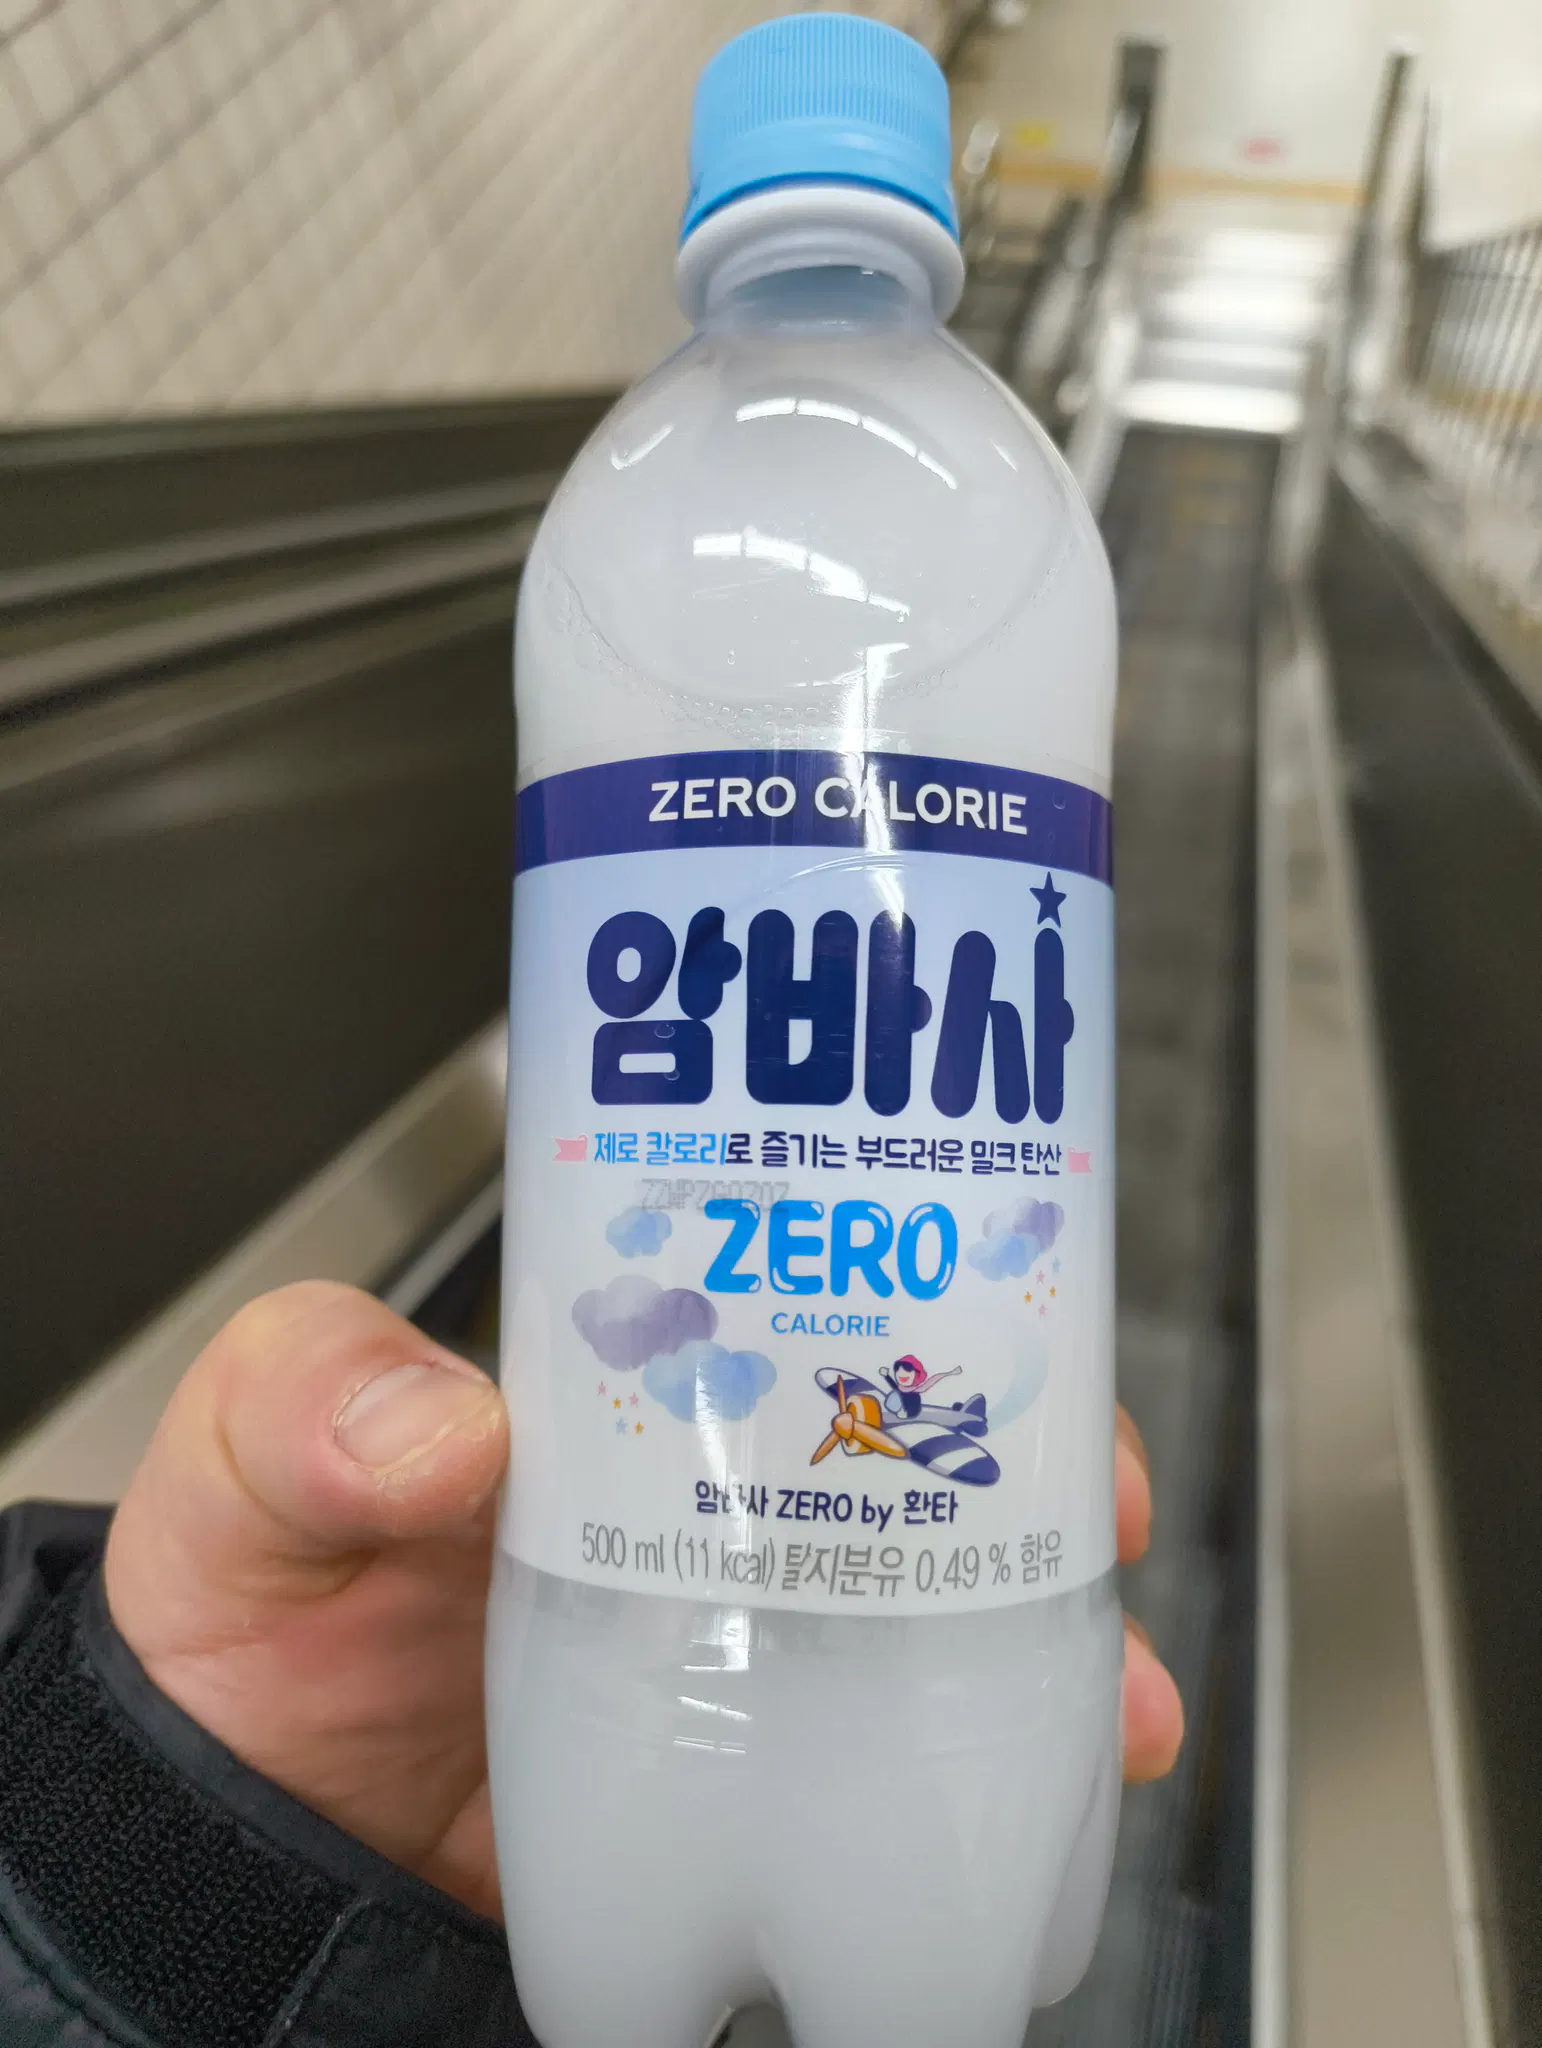 ZERO CALORIE
암바사
제로 칼로리로 즐기는 부드러운 밀크 탄산
ZERO
CALORIE
암바사 ZERO by 환타
500 ml (11 kcal) 탈지분유 0.49 % 함유